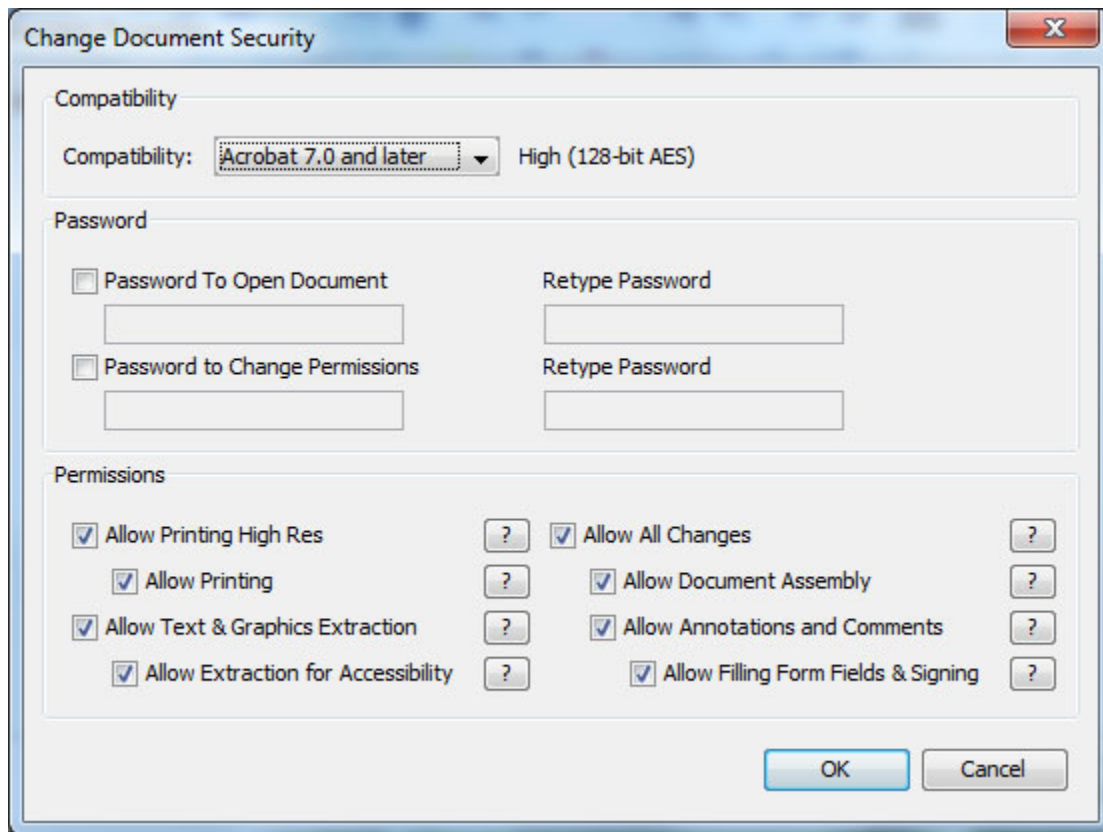 Change Document Security
Compatibility
Compatibility: Acrobat 7.0 and later High (128-bit AES)
Password
Password To Open Document Retype Password
Password to Change Permissions Retype Password
Permissions
Allow Printing High Res ? Allow All Changes ?
Allow Printing ? Allow Document Assembly ?
Allow Text & Graphics Extraction ? Allow Annotations and Comments ?
Allow Extraction for Accessibility ? Allow Filling Form Fields & Signing ?
OK Cancel